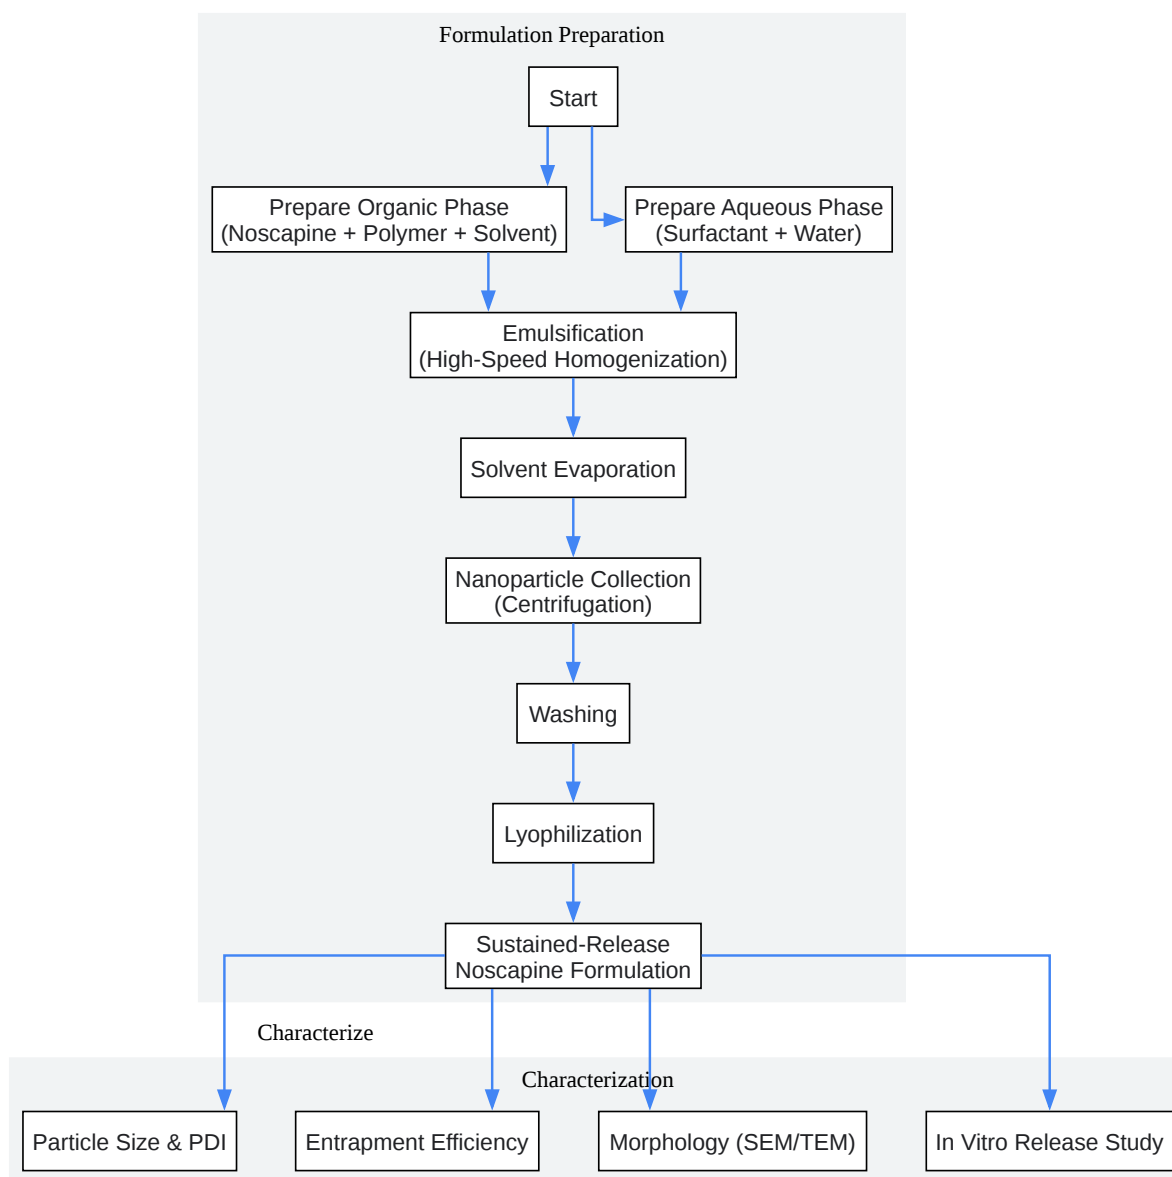 Formulation Preparation
Start
Prepare Organic Phase
(Noscapine + Polymer + Solvent)
Prepare Aqueous Phase
(Surfactant + Water)
Emulsification
(High-Speed Homogenization)
Solvent Evaporation
Nanoparticle Collection
(Centrifugation)
Washing
Lyophilization
Sustained-Release
Noscapine Formulation
Characterize
Characterization
Particle Size & PDI
Entrapment Efficiency
Morphology (SEM/TEM)
In Vitro Release Study